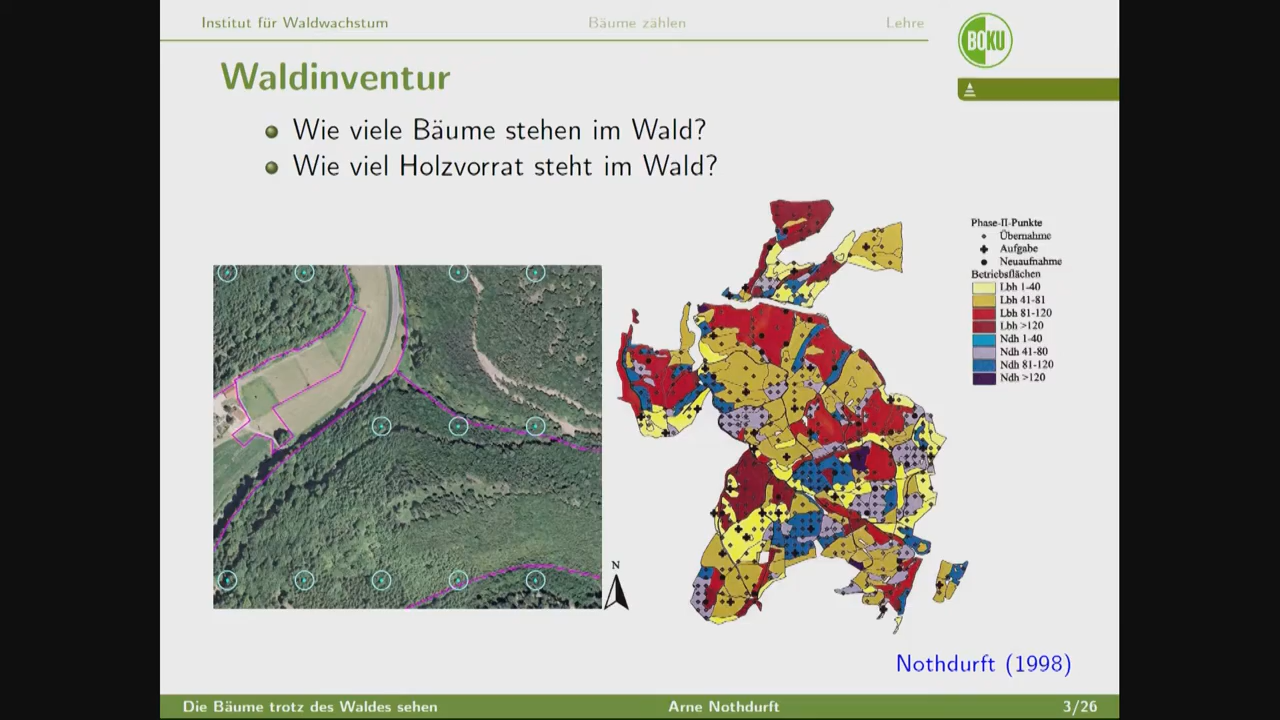 Institut für Waldwachstum
Bäume zählen
Lehre
BOKU
Waldinventur
Wie viele Bäume stehen im Wald?
Wie viel Holzvorrat steht im Wald?
Phase-II-Punkte
Übernahme
Aufgabe
Neuaufnahme
Betriebsflächen
Lbh 1-40
Lbh 41-81
Lbh 81-120
Lbh >120
Ndh 1-40
Ndh 41-80
Ndh 81-120
Ndh >120
N
Nothdurft (1998)
Die Bäume trotz des Waldes sehen
Arne Nothdurft
3/26